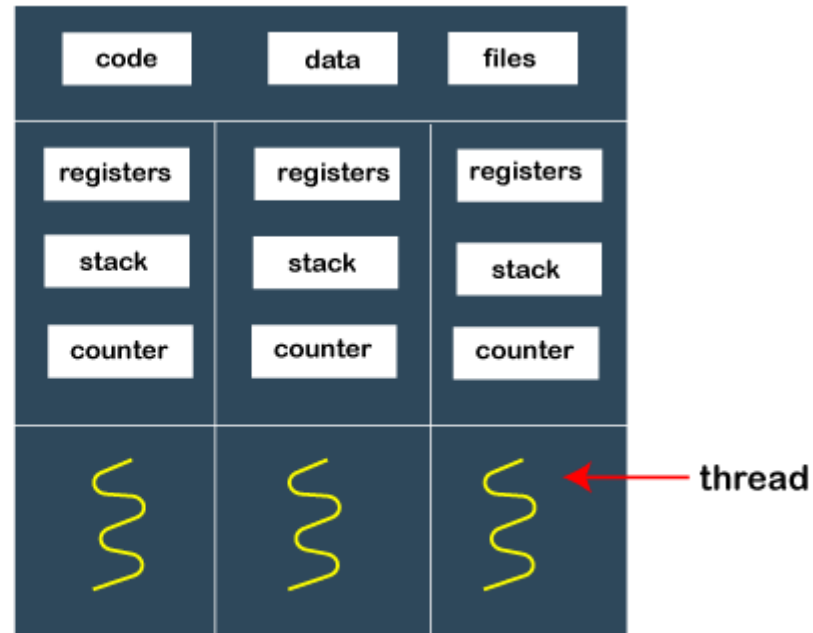 code data files
registers registers registers
stack stack stack
counter counter counter
thread